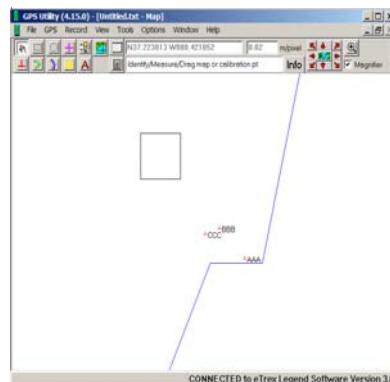 GPS Utility (4.15.0) - [Untitled.txt - Map]
File GPS Record View Tools Options Window Help
N37.223813 W088.421852 0.82 m/pixel
A Identify/Measure/Drag map or calibration pt Info Magnifier
BBB
CCC
AAA
CONNECTED to eTrex Legend Software Version 3